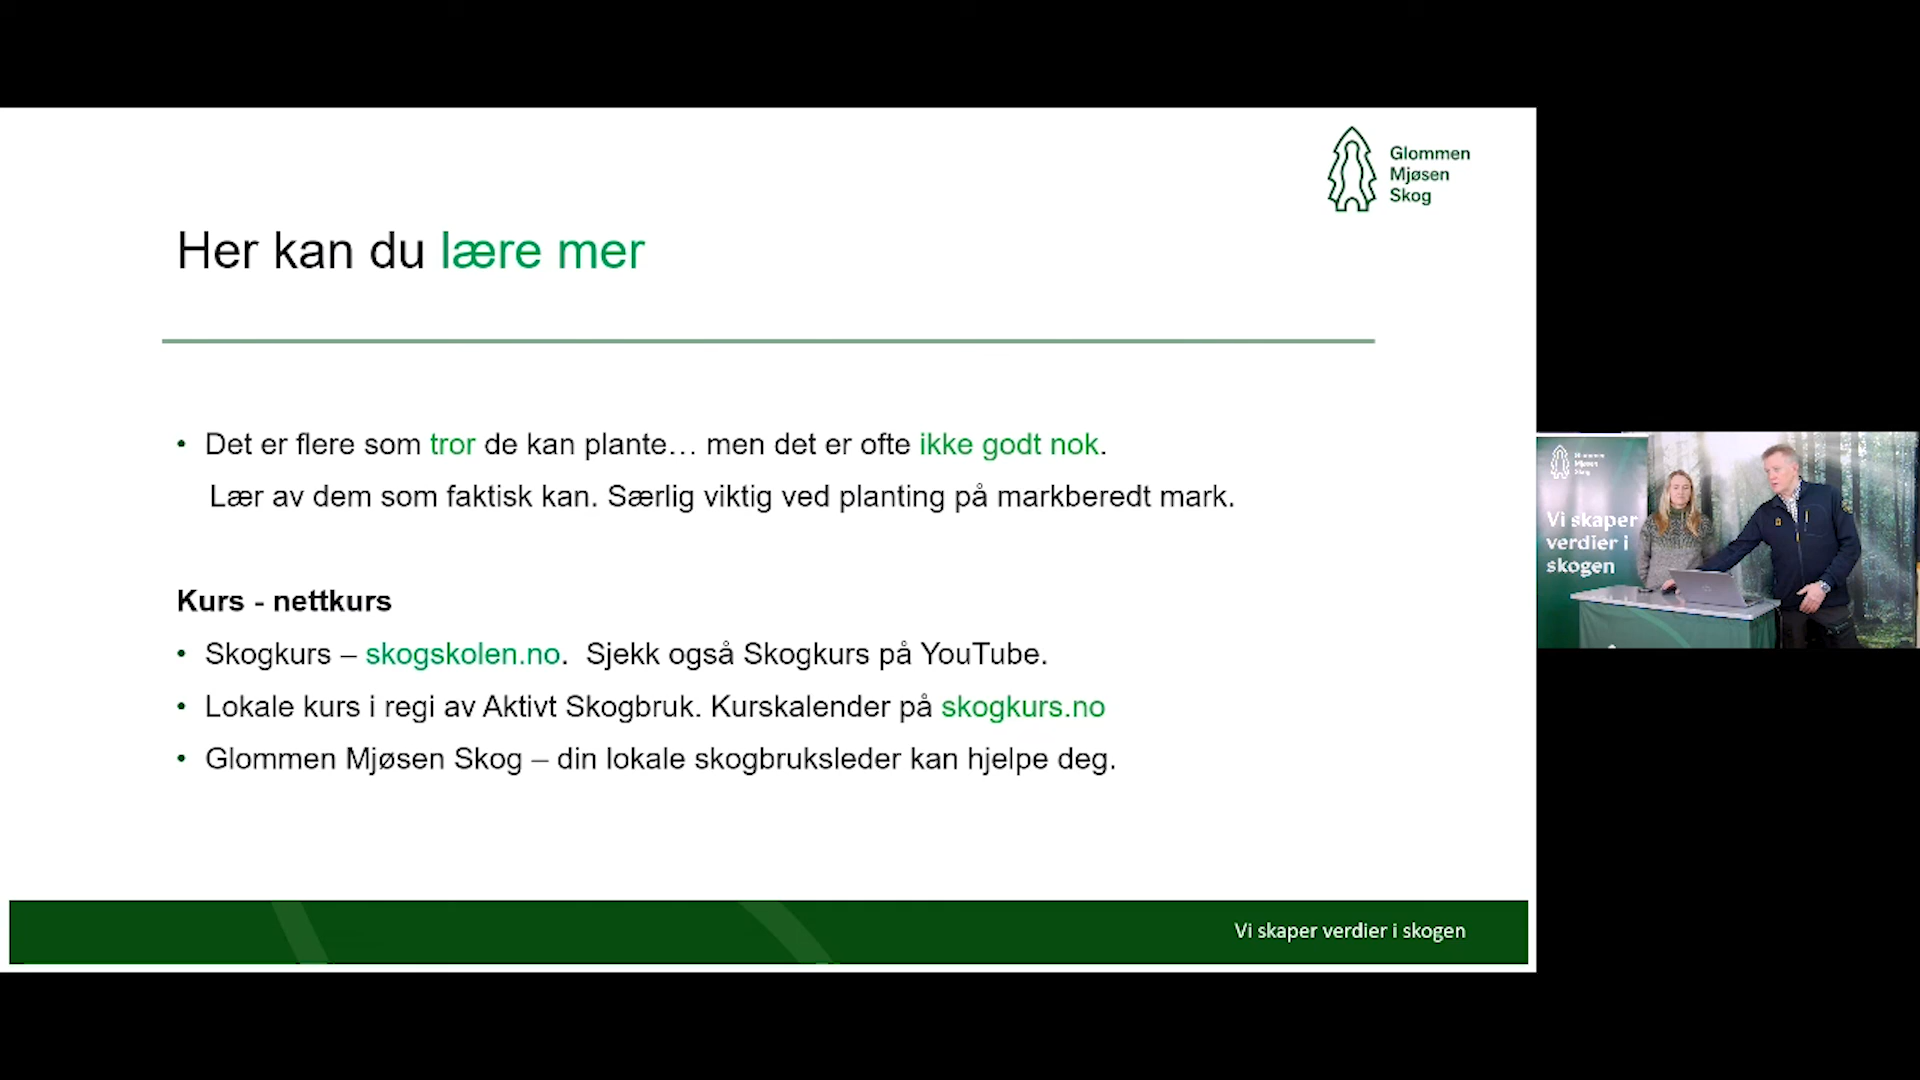 Glommen
Mjøsen
Skog
Her kan du lære mer
• Det er flere som tror de kan plante… men det er ofte ikke godt nok.
Lær av dem som faktisk kan. Særlig viktig ved planting på markberedt mark.
Kurs - nettkurs
• Skogkurs – skogskolen.no. Sjekk også Skogkurs på YouTube.
• Lokale kurs i regi av Aktivt Skogbruk. Kurskalender på skogkurs.no
• Glommen Mjøsen Skog – din lokale skogbruksleder kan hjelpe deg.
Vi skaper verdier i skogen
Glommen
Mjøsen
Skog
Vi skaper
verdier i
skogen